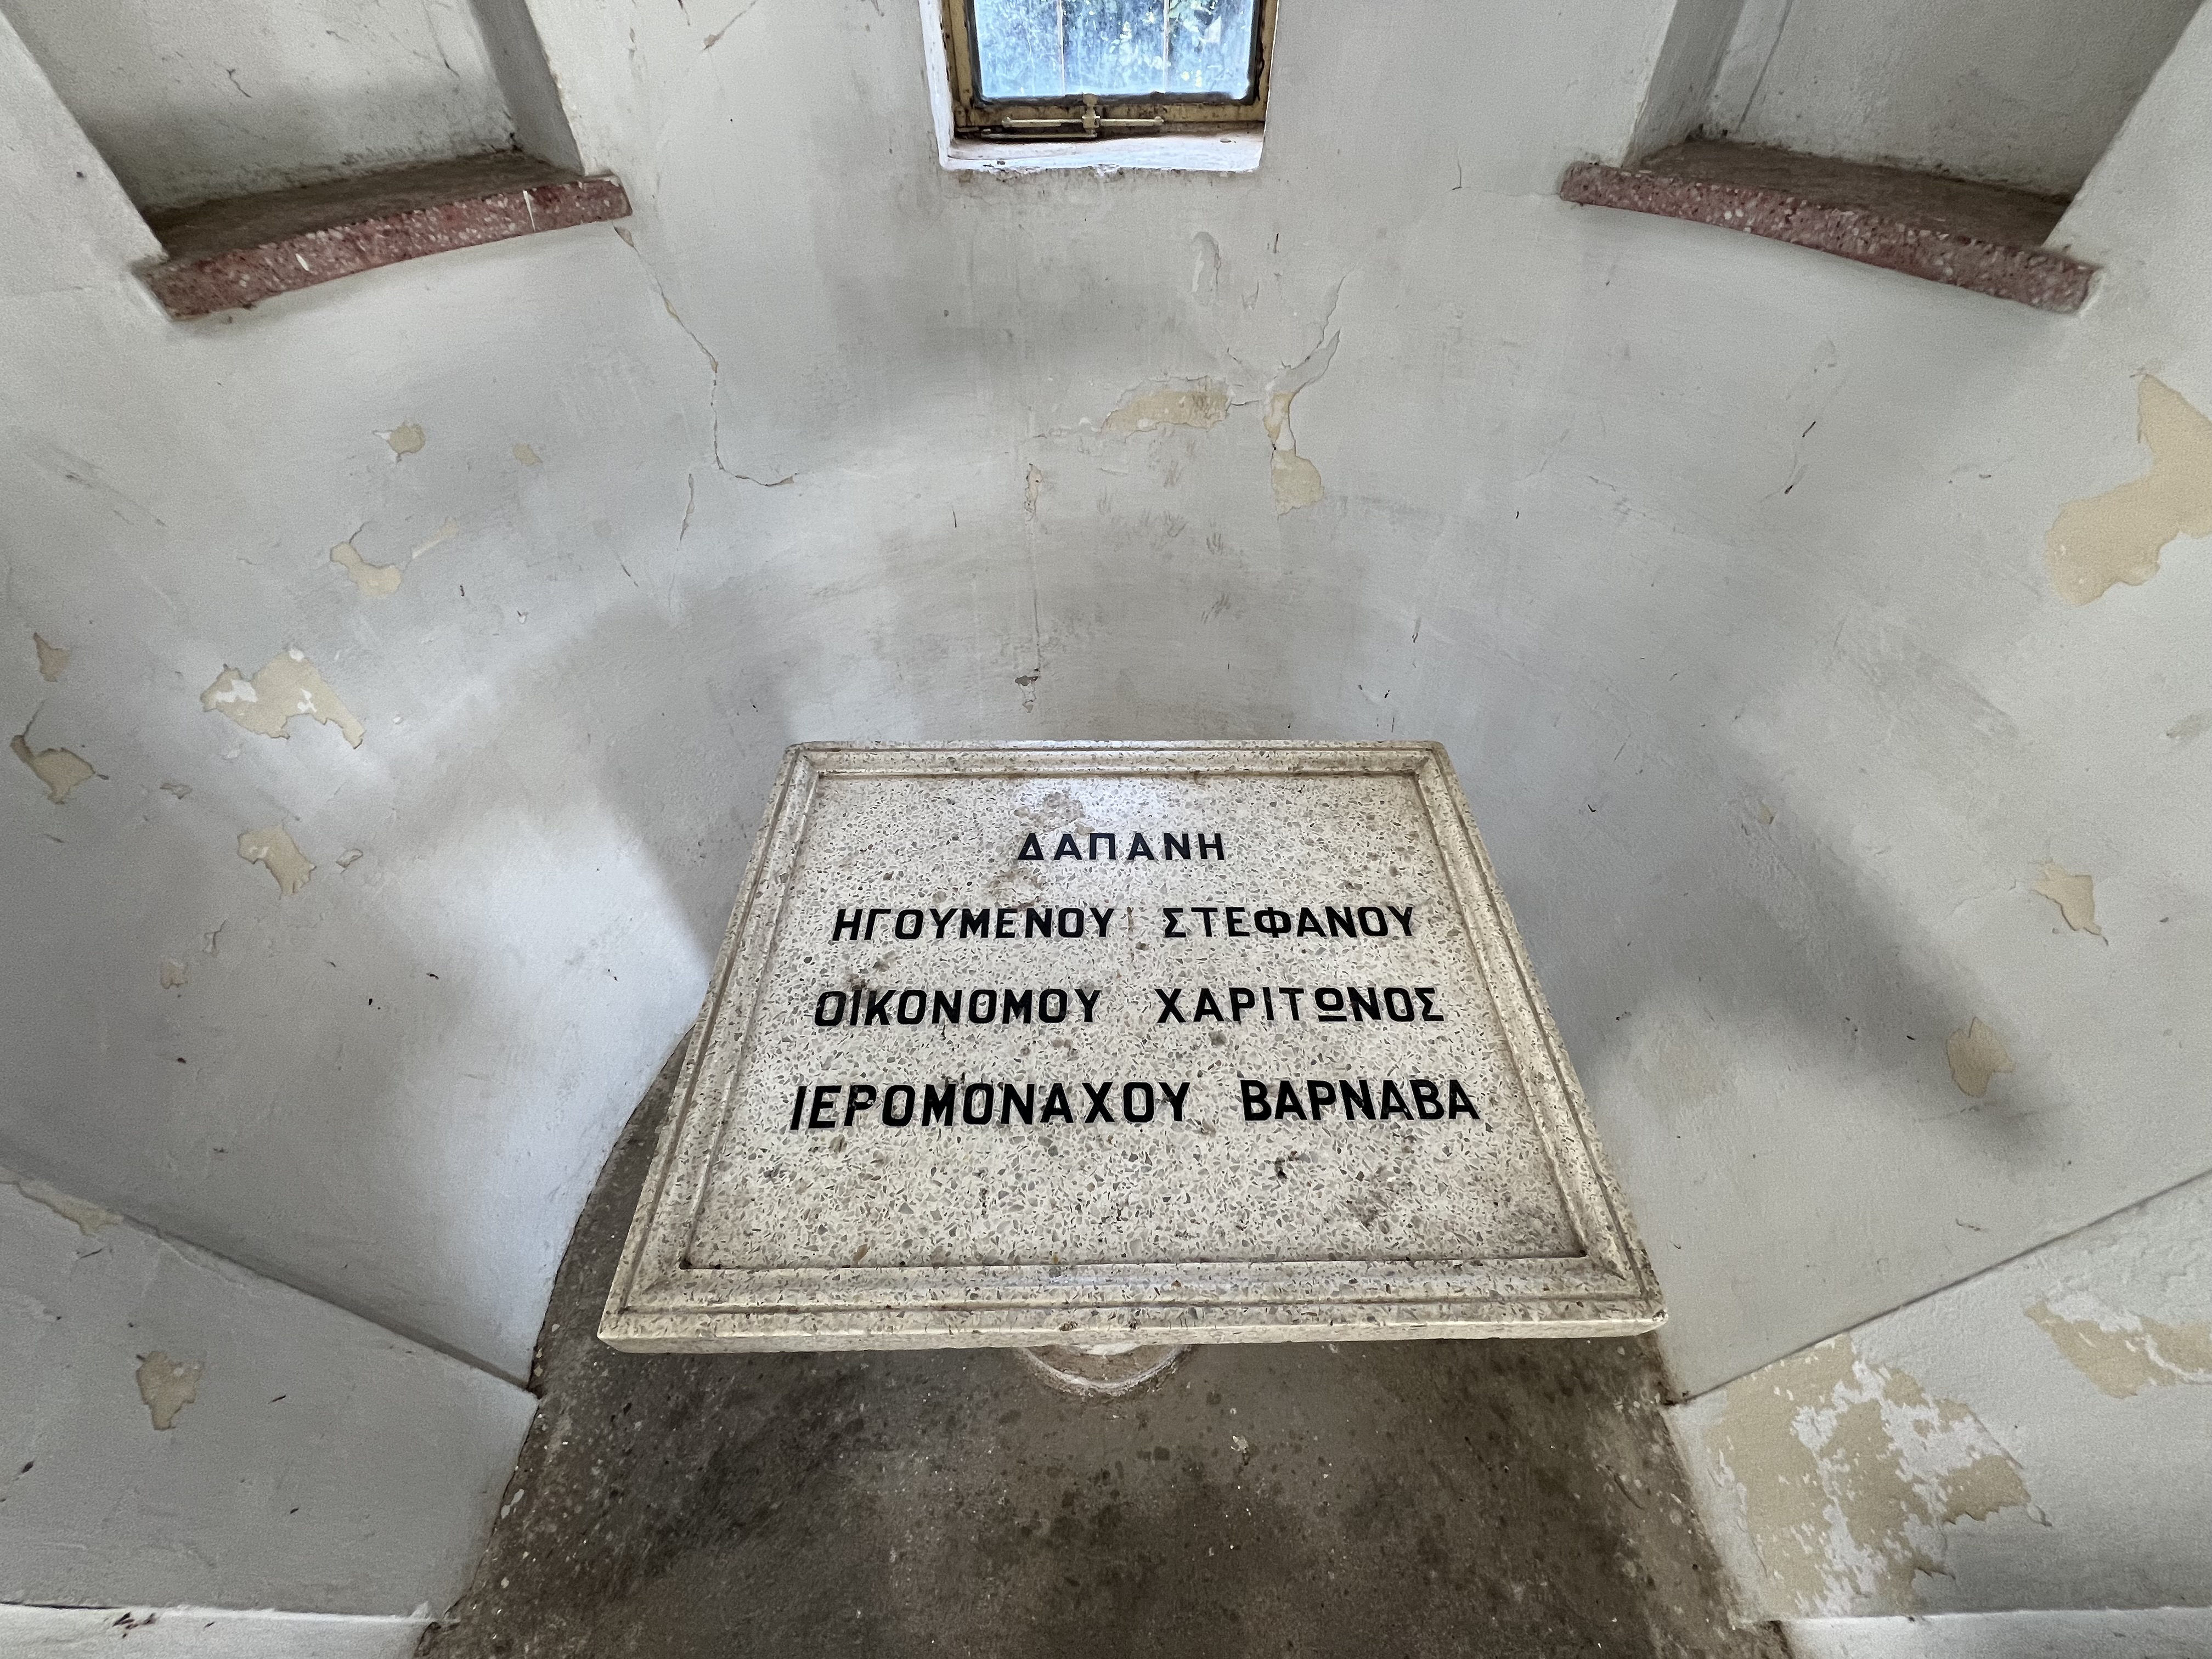 ΔΑΠΑΝΗ
ΗΓΟΥΜΕΝΟΥ ΣΤΕΦΑΝΟΥ
ΟΙΚΟΝΟΜΟΥ ΧΑΡΙΤΩΝΟΣ
ΙΕΡΟΜΟΝΑΧΟΥ ΒΑΡΝΑΒΑ